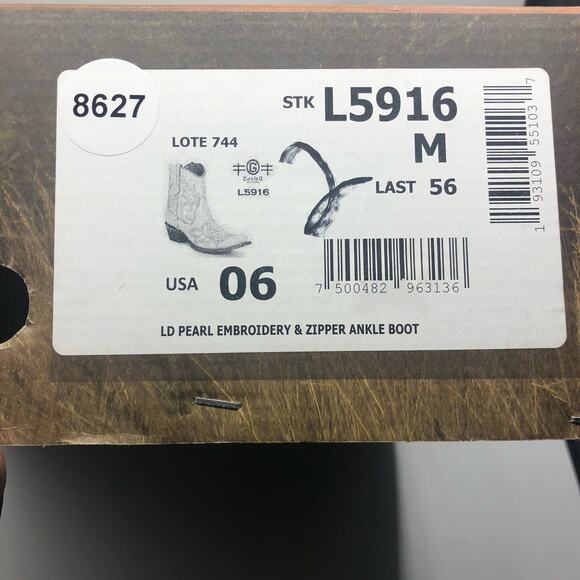 8627
STK L5916
M
LOTE 744
G
Circle G
L5916
LAST 56
USA 06
7 500482 963136
1 93109 55103 7
LD PEARL EMBROIDERY & ZIPPER ANKLE BOOT